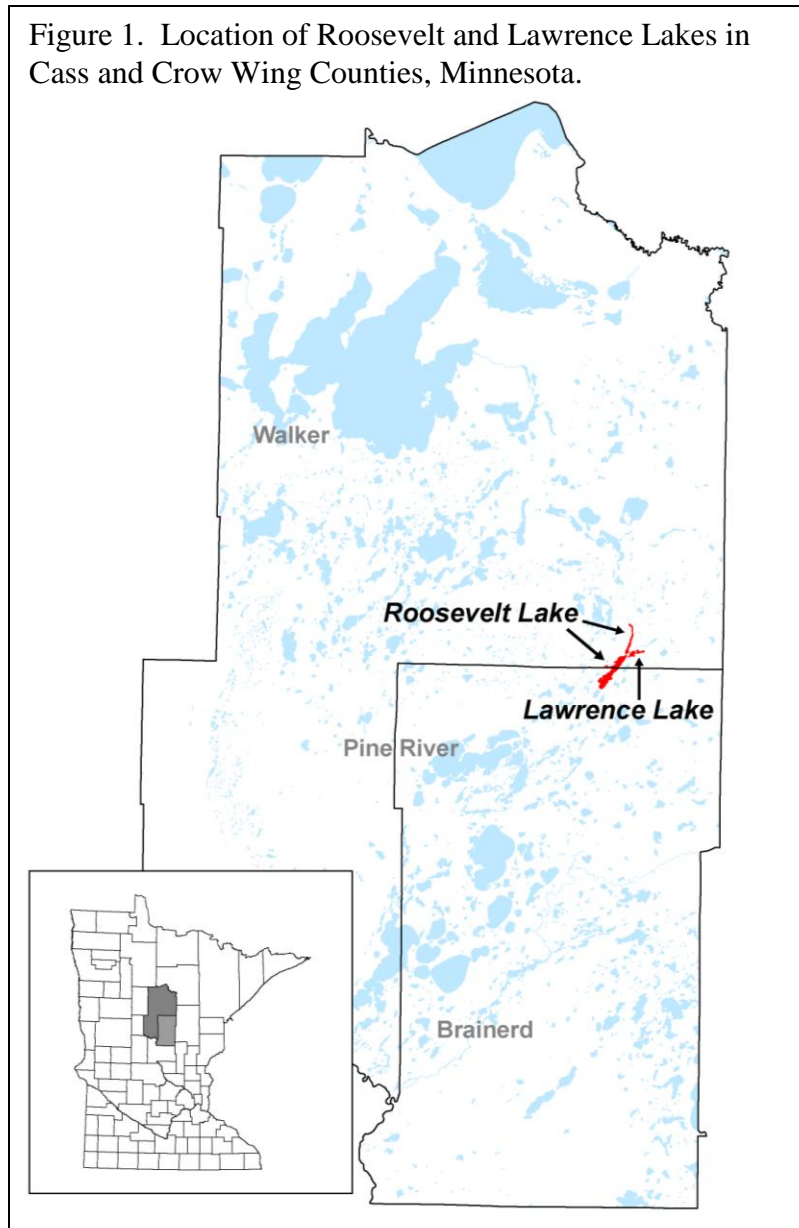 Figure 1.  Location of Roosevelt and Lawrence Lakes in
Cass and Crow Wing Counties, Minnesota.
Walker
Roosevelt Lake
Lawrence Lake
Pine River
Brainerd